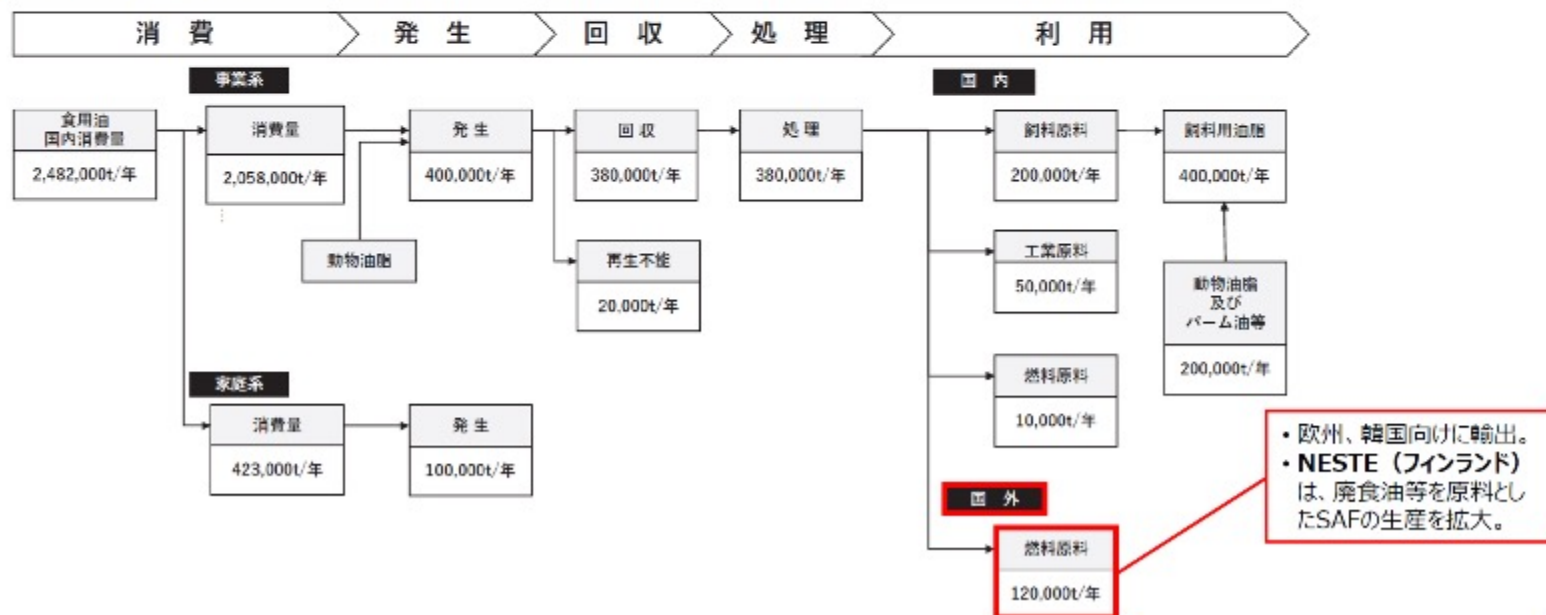 消 費
発 生
回 収
処 理
利 用
事業系
国 内
食用油
国内消費量
2,482,000t/年
消費量
2,058,000t/年
発 生
400,000t/年
回 収
380,000t/年
処 理
380,000t/年
飼料原料
200,000t/年
飼料用油脂
400,000t/年
動物油脂
再生不能
20,000t/年
工業原料
50,000t/年
動物油脂
及び
パーム油等
200,000t/年
燃料原料
10,000t/年
家庭系
消費量
423,000t/年
発 生
100,000t/年
国 外
燃料原料
120,000t/年
・欧州、韓国向けに輸出。
・NESTE（フィンランド）
は、廃食油等を原料とし
たSAFの生産を拡大。